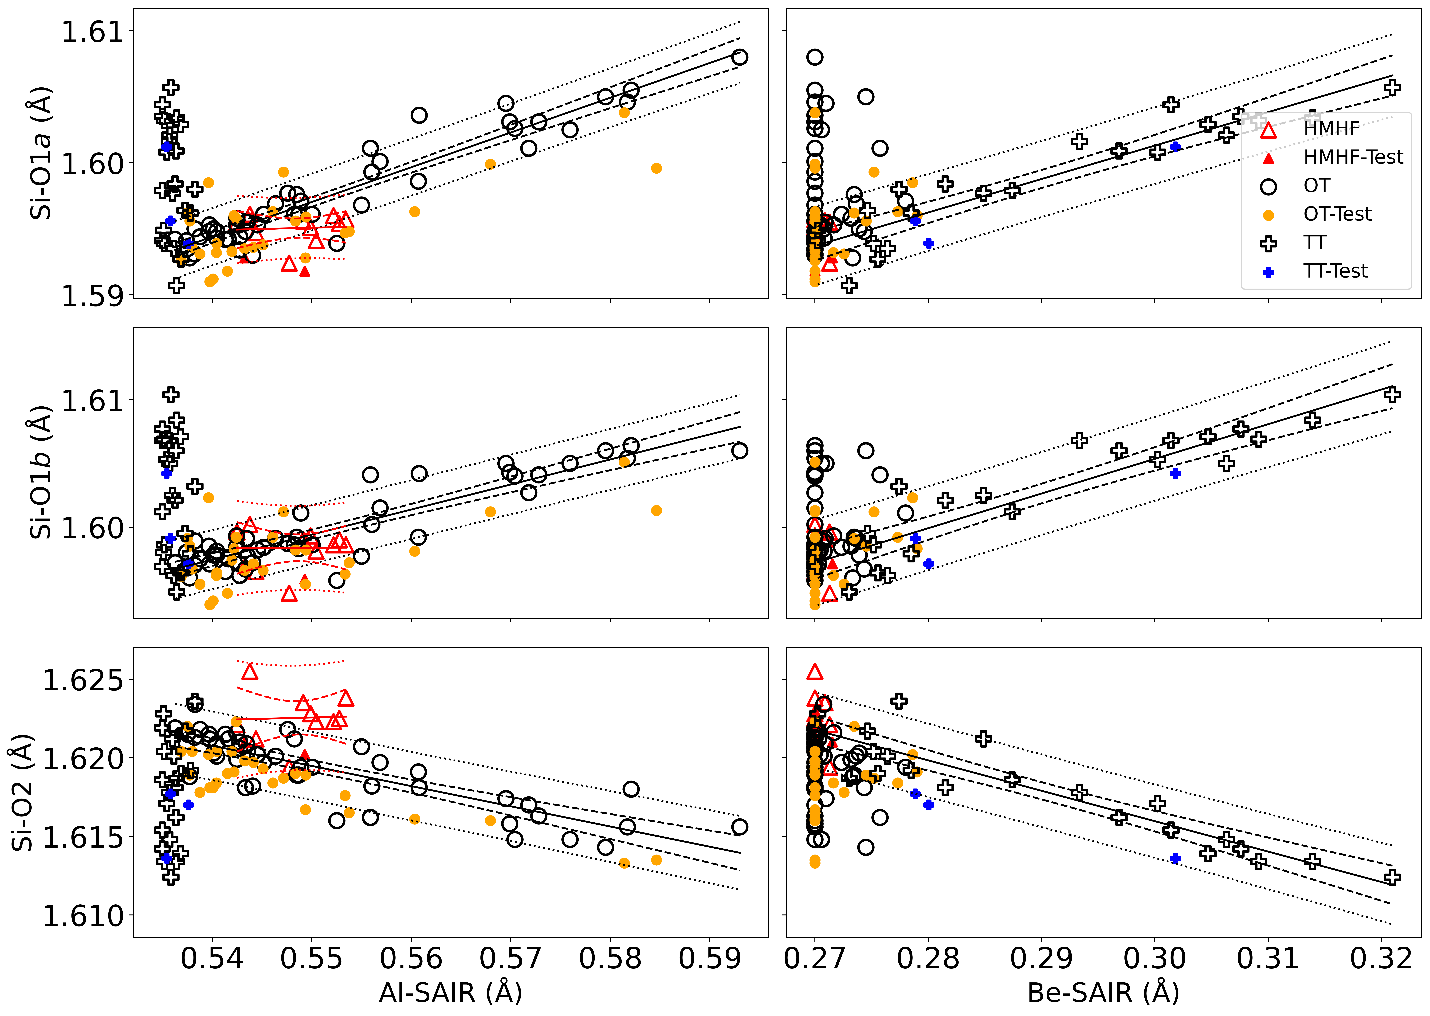 1.61
1.60
1.59
Si-O1a (Å)
HMHF
HMHF-Test
OT
OT-Test
TT
TT-Test
1.61
1.60
Si-O1b (Å)
1.625
1.620
1.615
1.610
Si-O2 (Å)
0.54 0.55 0.56 0.57 0.58 0.59
Al-SAIR (Å)
0.27 0.28 0.29 0.30 0.31 0.32
Be-SAIR (Å)